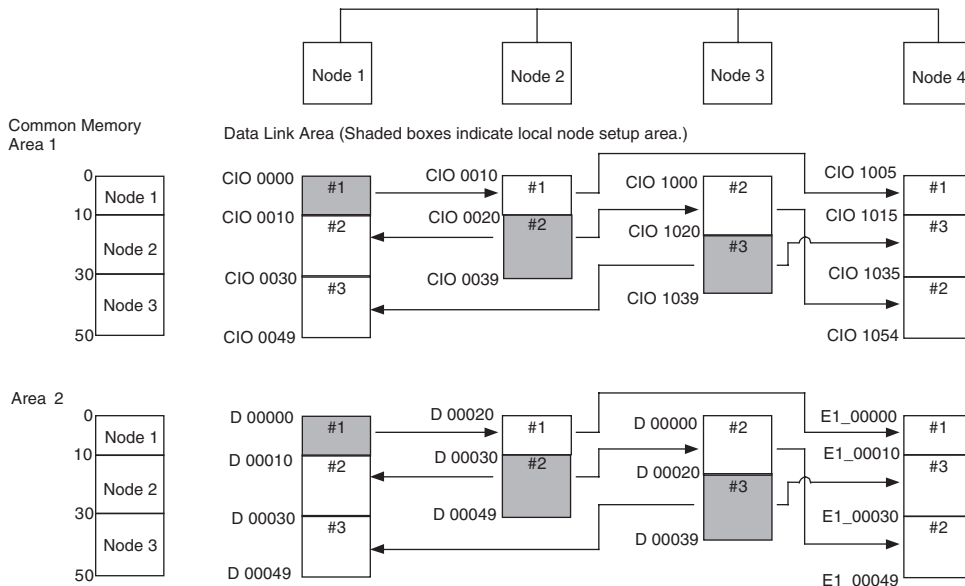 Node 1 Node 2 Node 3 Node 4
Common Memory
Area 1
Data Link Area (Shaded boxes indicate local node setup area.)
0
Node 1
10
Node 2
30
Node 3
50
CIO 0000
#1
CIO 0010
#2
CIO 0030
#3
CIO 0049
CIO 0010
#1
CIO 0020
#2
CIO 0039
CIO 1000
#2
CIO 1020
#3
CIO 1039
CIO 1005
#1
CIO 1015
#3
CIO 1035
#2
CIO 1054
Area 2
0
Node 1
10
Node 2
30
Node 3
50
D 00000
#1
D 00010
#2
D 00030
#3
D 00049
D 00020
#1
D 00030
#2
D 00049
D 00000
#2
D 00020
#3
D 00039
E1_00000
#1
E1_00010
#3
E1_00030
#2
E1_00049